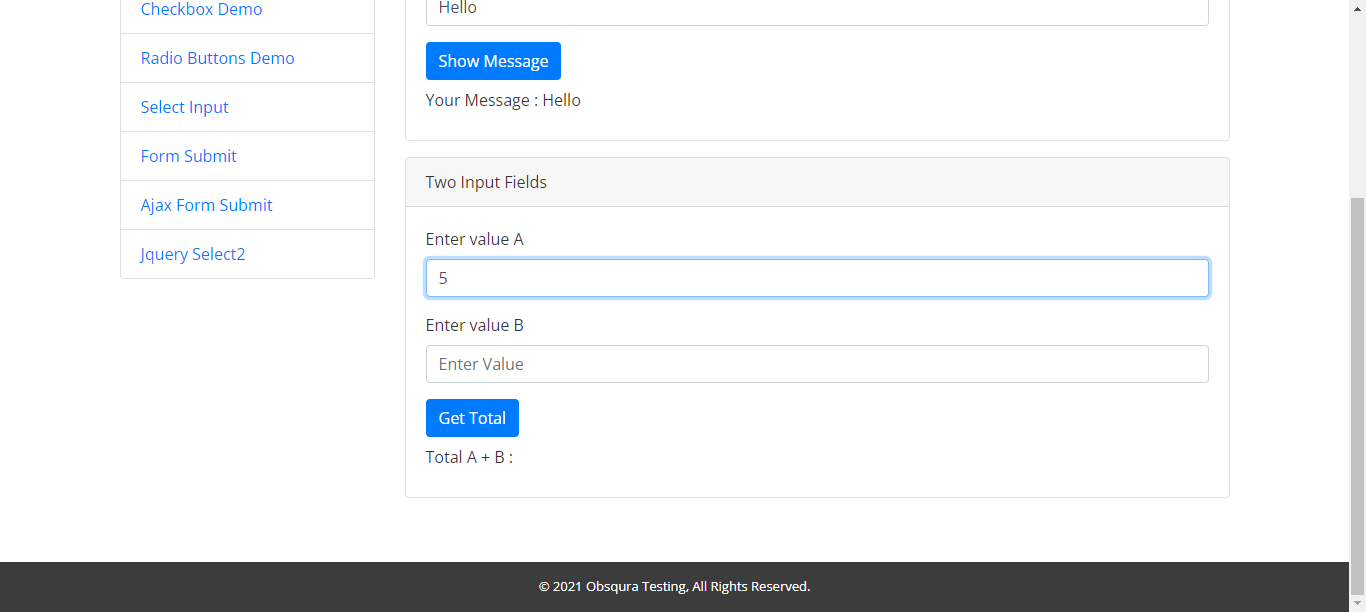 Checkbox Demo
Radio Buttons Demo
Select Input
Form Submit
Ajax Form Submit
Jquery Select2
Hello
Show Message
Your Message : Hello
Two Input Fields
Enter value A
5
Enter value B
Enter Value
Get Total
Total A + B :
© 2021 Obsqura Testing, All Rights Reserved.